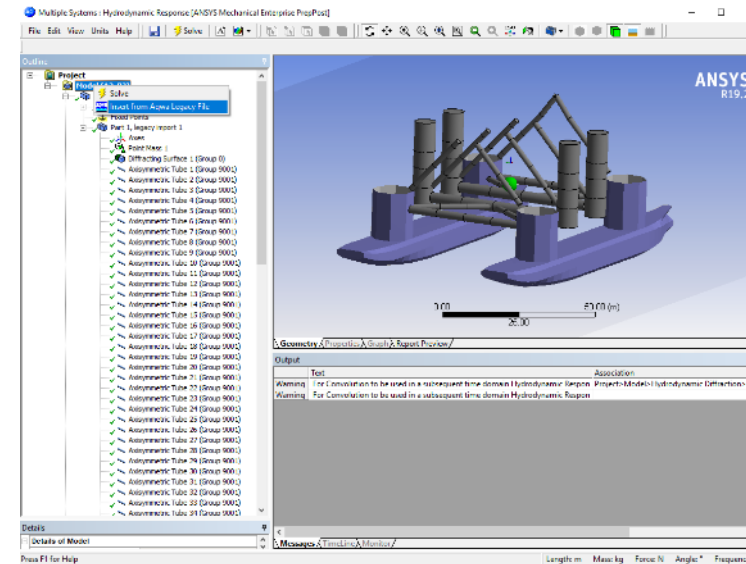 Multiple Systems : Hydrodynamic Response [ANSYS Mechanical Enterprise PrepPost]
File Edit View Units Help
Solve
Outline
Project
Solve
Insert from Aqwa Legacy File
Fixed Points
Part 1, legacy import 1
Axes
Point Mass 1
Diffracting Surface 1 (Group 0)
Axisymmetric Tube 1 (Group 9001)
Axisymmetric Tube 2 (Group 9001)
Axisymmetric Tube 3 (Group 9001)
Axisymmetric Tube 4 (Group 9001)
Axisymmetric Tube 5 (Group 9001)
Axisymmetric Tube 6 (Group 9001)
Axisymmetric Tube 7 (Group 9001)
Axisymmetric Tube 8 (Group 9001)
Axisymmetric Tube 9 (Group 9001)
Axisymmetric Tube 10 (Group 9001)
Axisymmetric Tube 11 (Group 9001)
Axisymmetric Tube 12 (Group 9001)
Axisymmetric Tube 13 (Group 9001)
Axisymmetric Tube 14 (Group 9001)
Axisymmetric Tube 15 (Group 9001)
Axisymmetric Tube 16 (Group 9001)
Axisymmetric Tube 17 (Group 9001)
Axisymmetric Tube 18 (Group 9001)
Axisymmetric Tube 19 (Group 9001)
Axisymmetric Tube 20 (Group 9001)
Axisymmetric Tube 21 (Group 9001)
Axisymmetric Tube 22 (Group 9001)
Axisymmetric Tube 23 (Group 9001)
Axisymmetric Tube 24 (Group 9001)
Axisymmetric Tube 25 (Group 9001)
Axisymmetric Tube 26 (Group 9001)
Axisymmetric Tube 27 (Group 9001)
Axisymmetric Tube 28 (Group 9001)
Axisymmetric Tube 29 (Group 9001)
Axisymmetric Tube 30 (Group 9001)
Axisymmetric Tube 31 (Group 9001)
Axisymmetric Tube 32 (Group 9001)
Axisymmetric Tube 33 (Group 9001)
Axisymmetric Tube 34 (Group 9001)
Details
Details of Model
Press F1 for Help
ANSYS
R19.2
0.00 50.00 (m)
25.00
Geometry Properties Graph Report Preview
Output
Text Association
Warning For Convolution to be used in a subsequent time domain Hydrodynamic Respon Project>Model>Hydrodynamic Diffraction>
Warning For Convolution to be used in a subsequent time domain Hydrodynamic Respon
Messages TimeLine Monitor
Length: m Mass: kg Force: N Angle: ° Frequenc